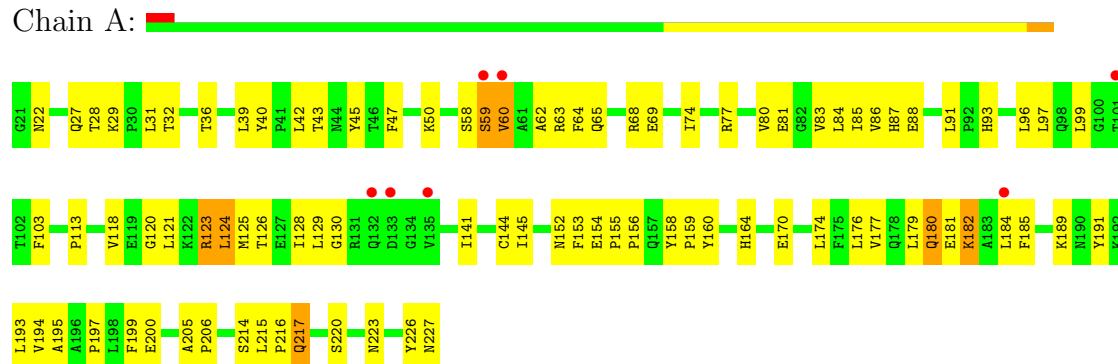 Chain A:
G21 N22 Q27 T28 K29 P30 L31 T32 T36 L39 Y40 P41 L42 T43 N44 Y45 T46 F47 K50 S58 S59 V60 A61 A62 R63 F64 Q65 R68 E69 I74 R77 V80 E81 G82 V83 L84 I85 V86 H87 E88 L91 P92 H93 L96 L97 Q98 L99 G100 T101
T102 F103 P113 V118 E119 G120 L121 K122 R123 L124 M125 T126 E127 I128 L129 G130 R131 Q132 D133 G134 V135 I141 C144 I145 N152 F153 E154 P155 P156 Q157 Y158 P159 Y160 H164 E170 L174 F175 L176 V177 Q178 L179 Q180 E181 K182 A183 L184 F185 K189 N190 Y191 K192
L193 V194 A195 A196 P197 L198 F199 E200 A205 P206 S214 L215 P216 Q217 S220 N223 Y226 N227